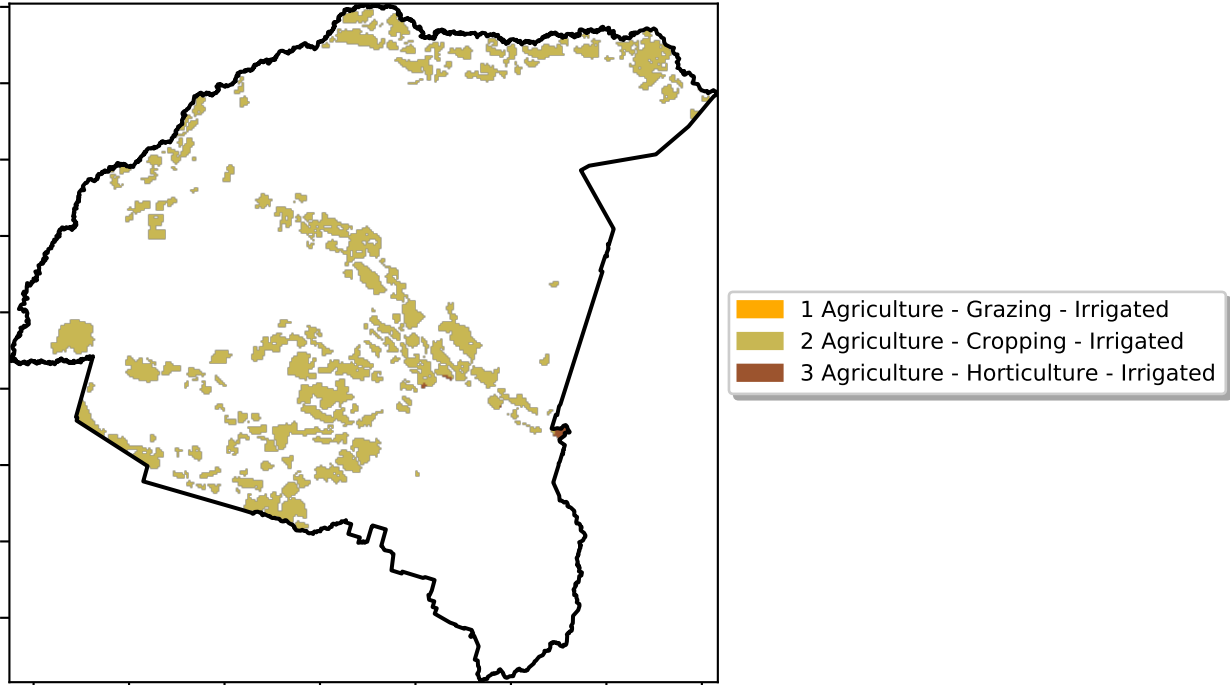 1 Agriculture - Grazing - Irrigated
2 Agriculture - Cropping - Irrigated
3 Agriculture - Horticulture - Irrigated